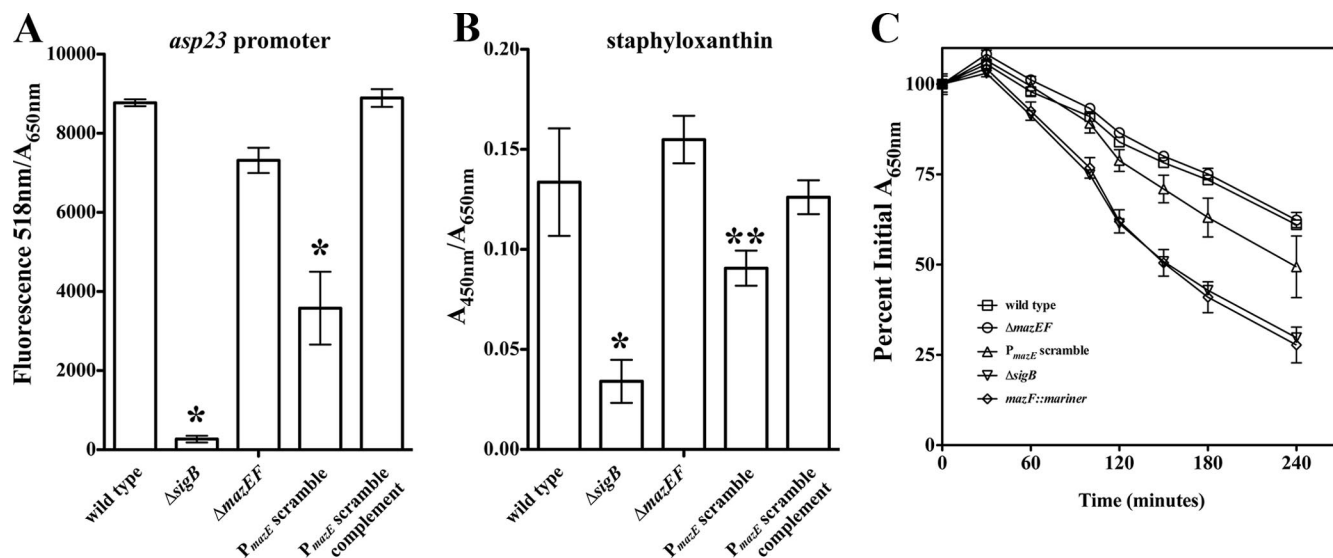 A
asp23 promoter
Fluorescence 518nm/A650nm
10000
8000
6000
4000
2000
0
*
*
wild type
ΔsigB
ΔmazEF
PmazE scramble
PmazE scramble
complement
B
staphyloxanthin
A450nm/A650nm
0.20
0.15
0.10
0.05
0.00
*
**
wild type
ΔsigB
ΔmazEF
PmazE scramble
PmazE scramble
complement
C
Percent Initial A650nm
100
75
50
25
0
wild type
ΔmazEF
PmazE scramble
ΔsigB
mazF::mariner
0
60
120
180
240
Time (minutes)